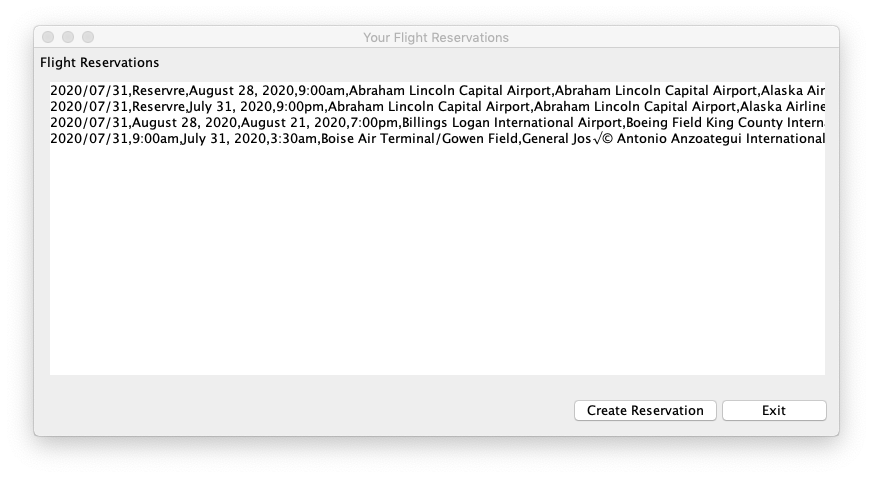 Your Flight Reservations
Flight Reservations
2020/07/31,Reservre,August 28, 2020,9:00am,Abraham Lincoln Capital Airport,Abraham Lincoln Capital Airport,Alaska Air
2020/07/31,Reservre,July 31, 2020,9:00pm,Abraham Lincoln Capital Airport,Abraham Lincoln Capital Airport,Alaska Airline
2020/07/31,August 28, 2020,August 21, 2020,7:00pm,Billings Logan International Airport,Boeing Field King County Intern
2020/07/31,9:00am,July 31, 2020,3:30am,Boise Air Terminal/Gowen Field,General Jos√© Antonio Anzoategui International
Create Reservation Exit